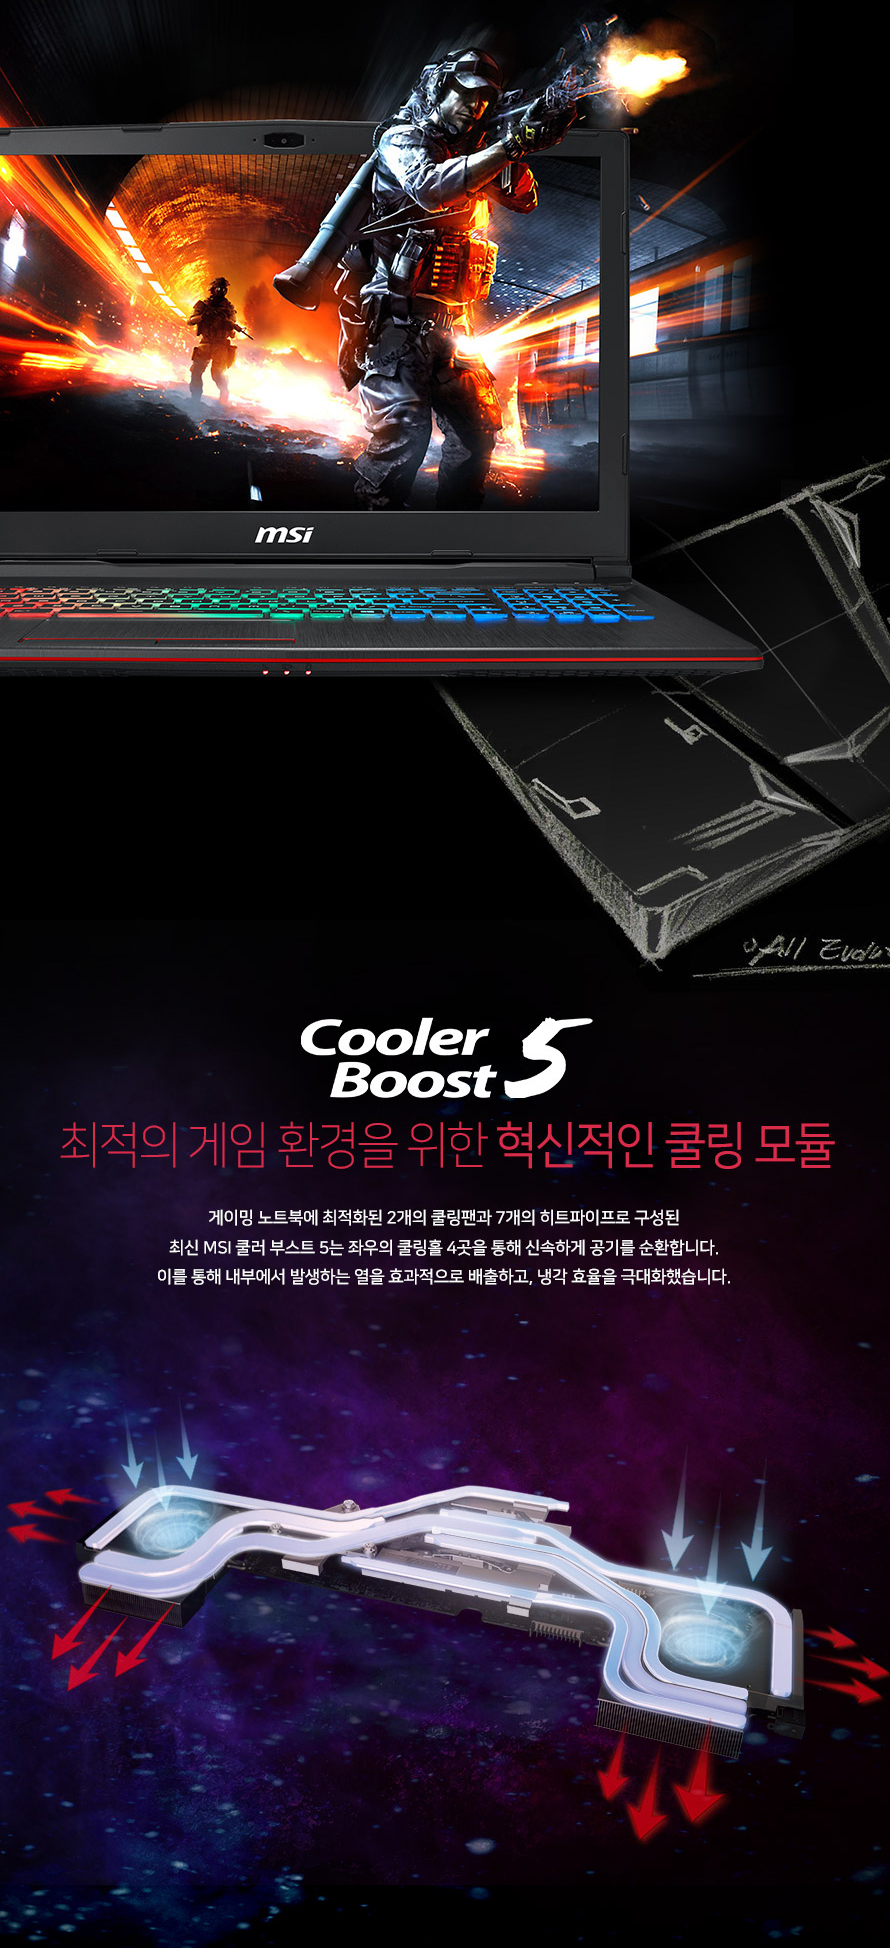 msi
Cooler
Boost 5
최적의 게임 환경을 위한 혁신적인 쿨링 모듈
게이밍 노트북에 최적화된 2개의 쿨링팬과 7개의 히트파이프로 구성된
최신 MSI 쿨러 부스트 5는 좌우의 쿨링홀 4곳을 통해 신속하게 공기를 순환합니다.
이를 통해 내부에서 발생하는 열을 효과적으로 배출하고, 냉각 효율을 극대화했습니다.